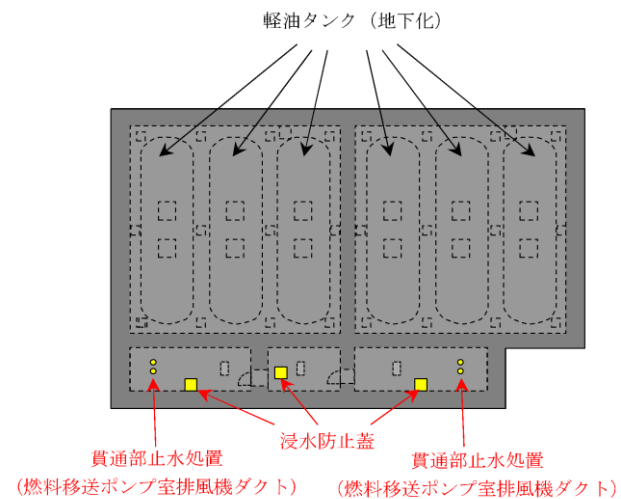 軽油タンク（地下化）
浸水防止蓋
貫通部止水処置
（燃料移送ポンプ室排風機ダクト）
貫通部止水処置
（燃料移送ポンプ室排風機ダクト）